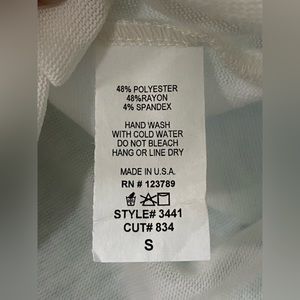 48% POLYESTER
48%RAYON
4% SPANDEX
HAND WASH
WITH COLD WATER
DO NOT BLEACH
HANG OR LINE DRY
MADE IN U.S.A.
RN # 123789
STYLE# 3441
CUT# 834
S